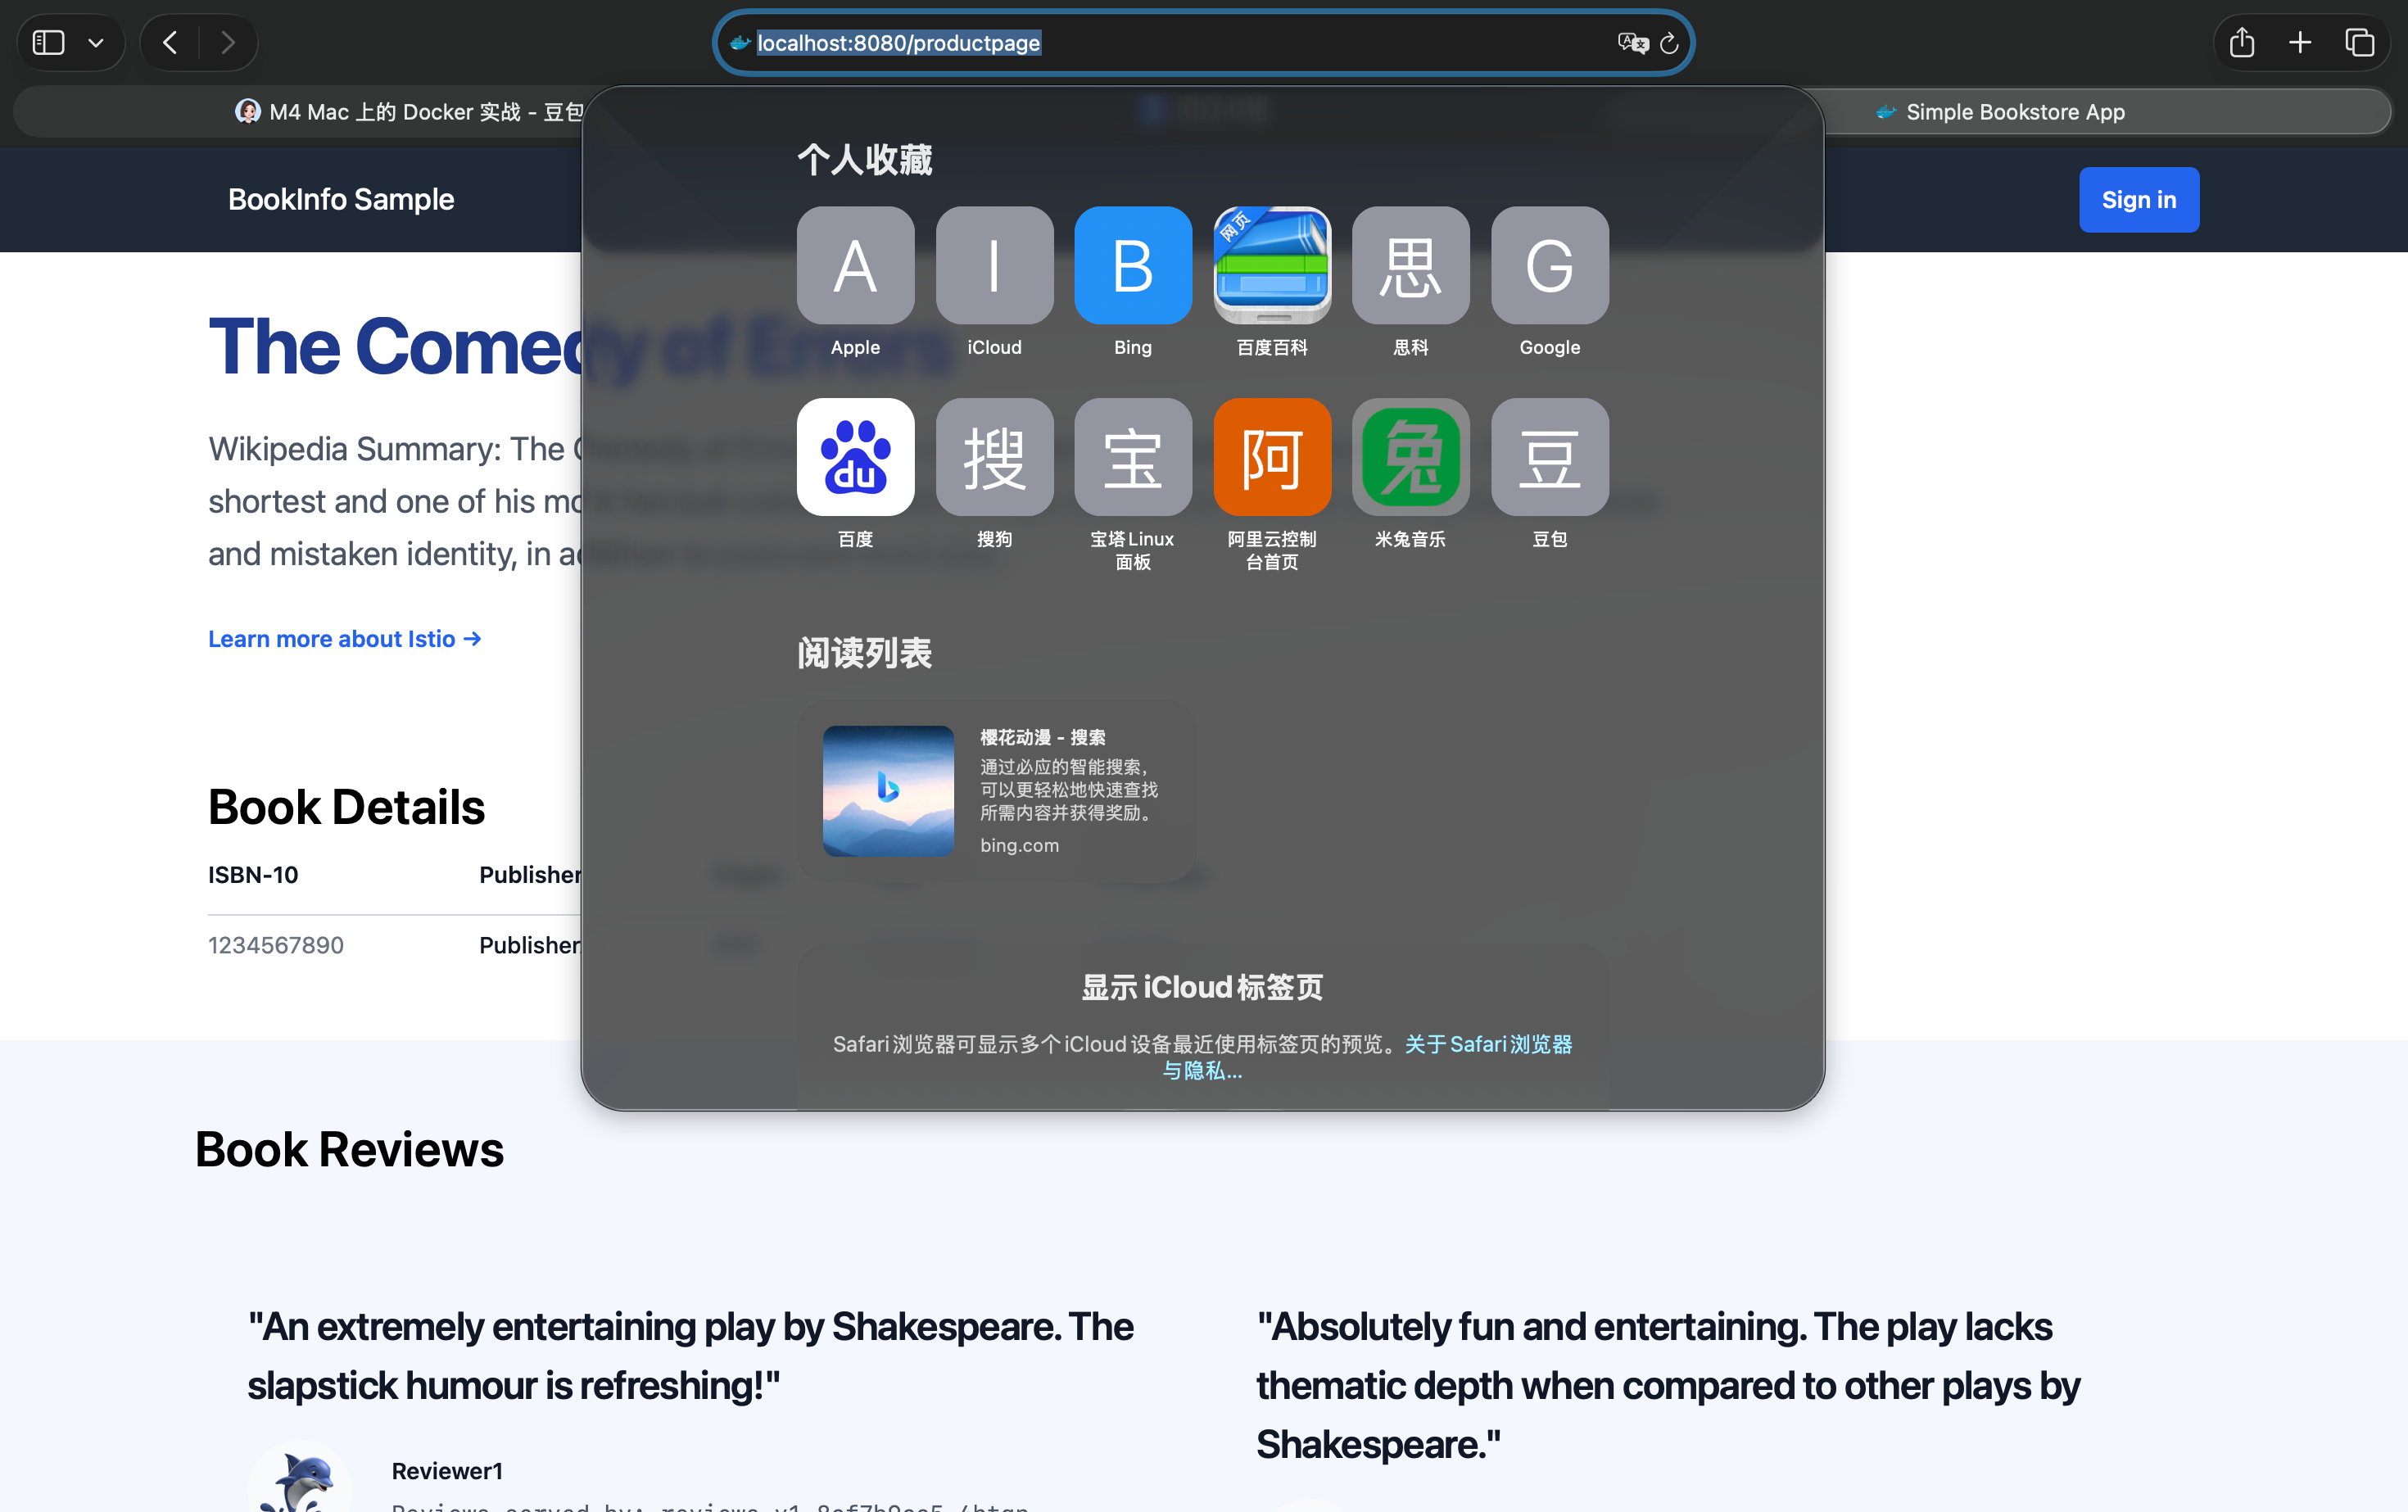 localhost:8080/productpage
M4 Mac 上的 Docker 实战 - 豆包
Simple Bookstore App
BookInfo Sample
Sign in
The Comedy of Errors
Wikipedia Summary: The
shortest and one of his
and mistaken identity, in
Learn more about Istio →
Book Details
ISBN-10 Publisher
1234567890 Publisher
个人收藏
A I B 网页 思 G
Apple iCloud Bing 百度百科 思科 Google
du 搜 宝 阿 兔 豆
百度 搜狗 宝塔Linux 阿里云控制 米兔音乐 豆包
面板 台首页
阅读列表
樱花动漫 - 搜索
通过必应的智能搜索，
可以更轻松地快速查找
所需内容并获得奖励。
bing.com
显示 iCloud 标签页
Safari 浏览器可显示多个 iCloud 设备最近使用标签页的预览。关于 Safari 浏览器
与隐私...
Book Reviews
"An extremely entertaining play by Shakespeare. The
slapstick humour is refreshing!"
Reviewer1
"Absolutely fun and entertaining. The play lacks
thematic depth when compared to other plays by
Shakespeare."